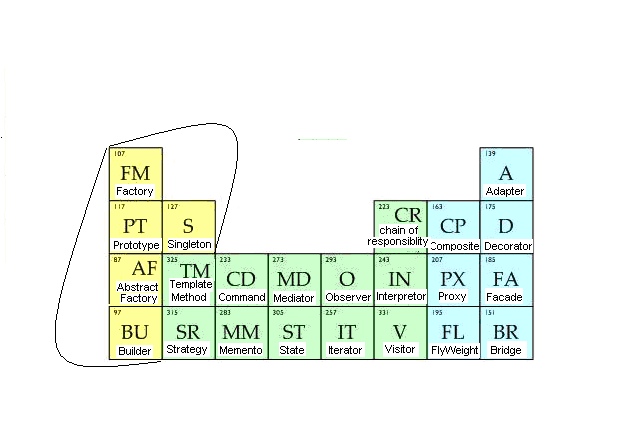 107
FM
Factory
139
A
Adapter
117
PT
Prototype
127
S
Singleton
223
CR
chain of
responsiblity
163
CP
Composite
175
D
Decorator
87
AF
Abstract
Factory
325
TM
Template
Method
233
CD
Command
273
MD
Mediator
293
O
Observer
243
IN
Interpretor
207
PX
Proxy
185
FA
Facade
97
BU
Builder
315
SR
Strategy
283
MM
Memento
305
ST
State
257
IT
Iterator
331
V
Visitor
195
FL
FlyWeight
151
BR
Bridge